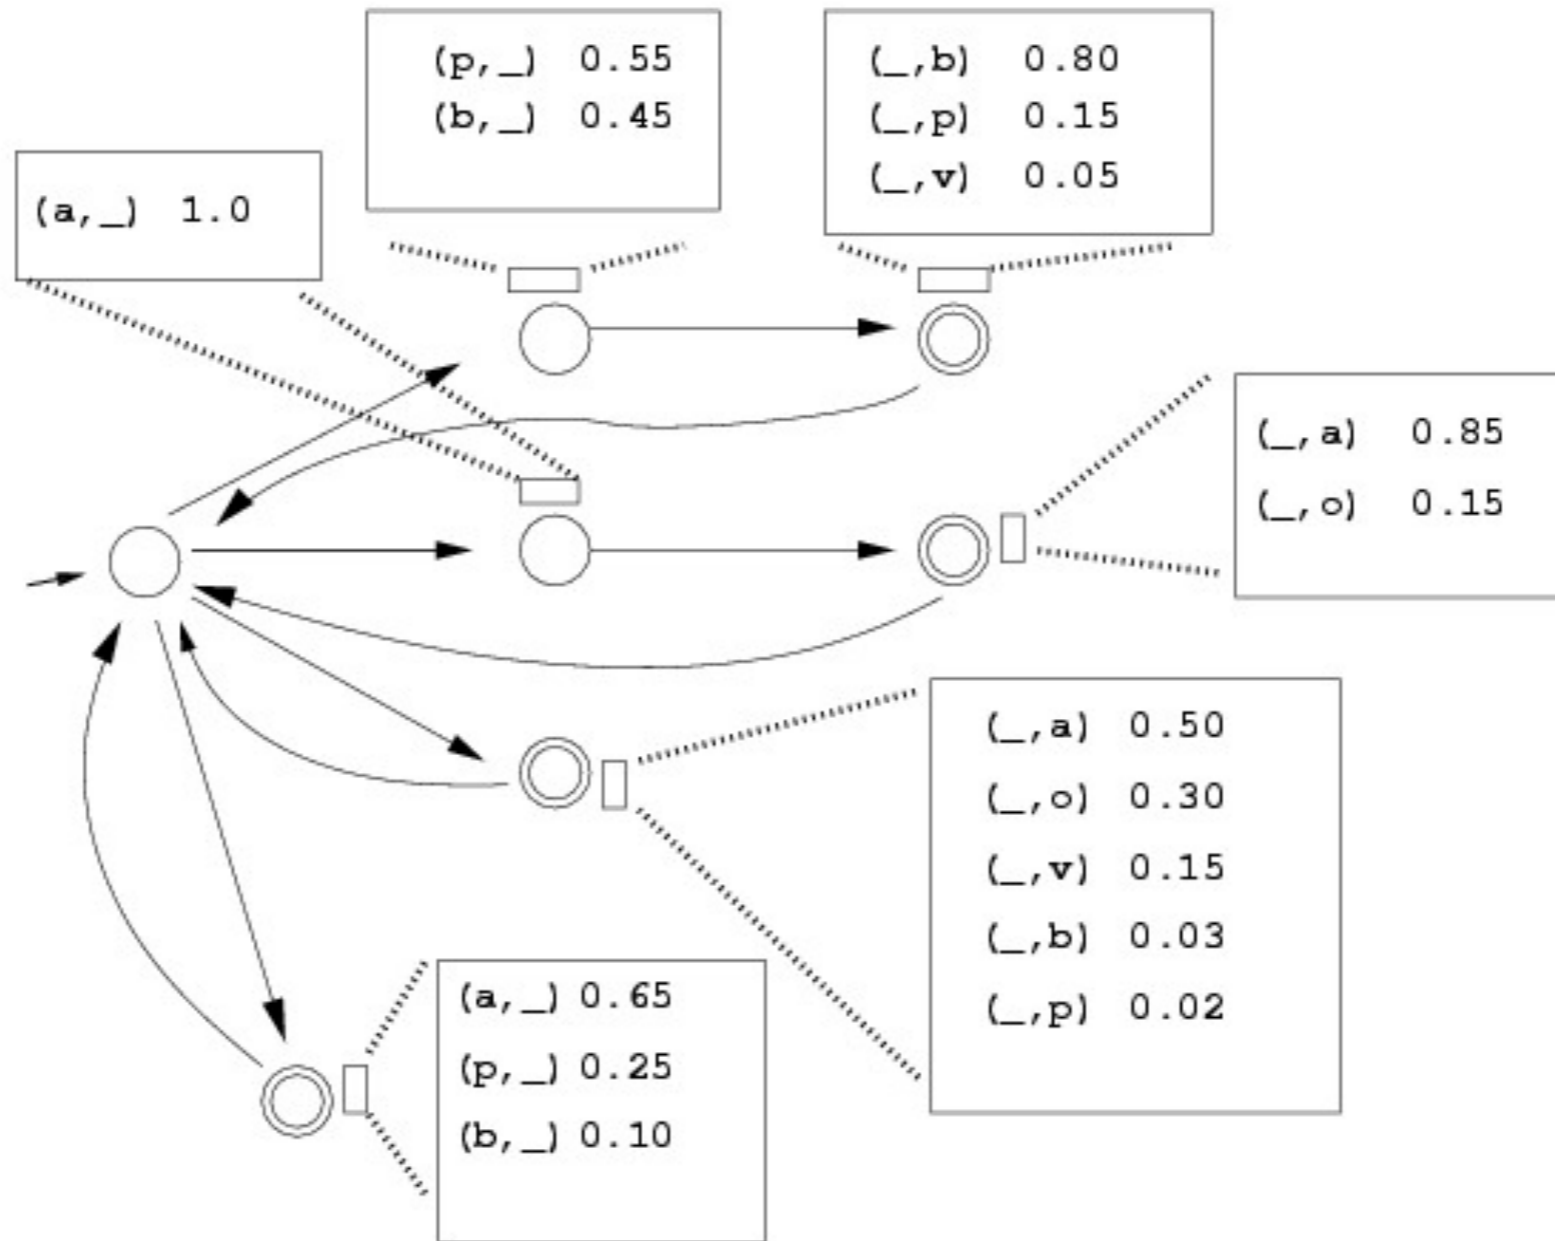 (p,_) 0.55
(b,_) 0.45
(_,b) 0.80
(_,p) 0.15
(_,v) 0.05
(a,_) 1.0
(_,a) 0.85
(_,o) 0.15
(_,a) 0.50
(_,o) 0.30
(_,v) 0.15
(_,b) 0.03
(_,p) 0.02
(a,_) 0.65
(p,_) 0.25
(b,_) 0.10